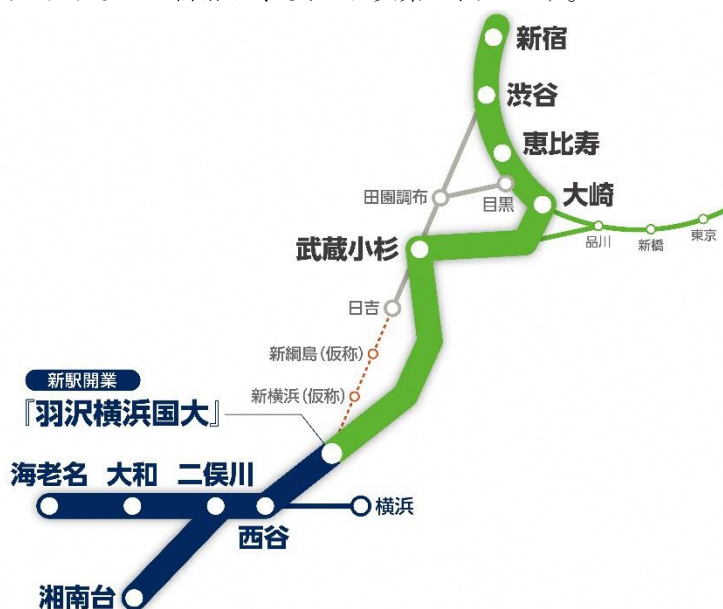 新宿
渋谷
恵比寿
田園調布
目黒
大崎
品川
新橋
東京
武蔵小杉
日吉
新綱島(仮称)
新横浜(仮称)
新駅開業
『羽沢横浜国大』
海老名
大和
二俣川
西谷
横浜
湘南台